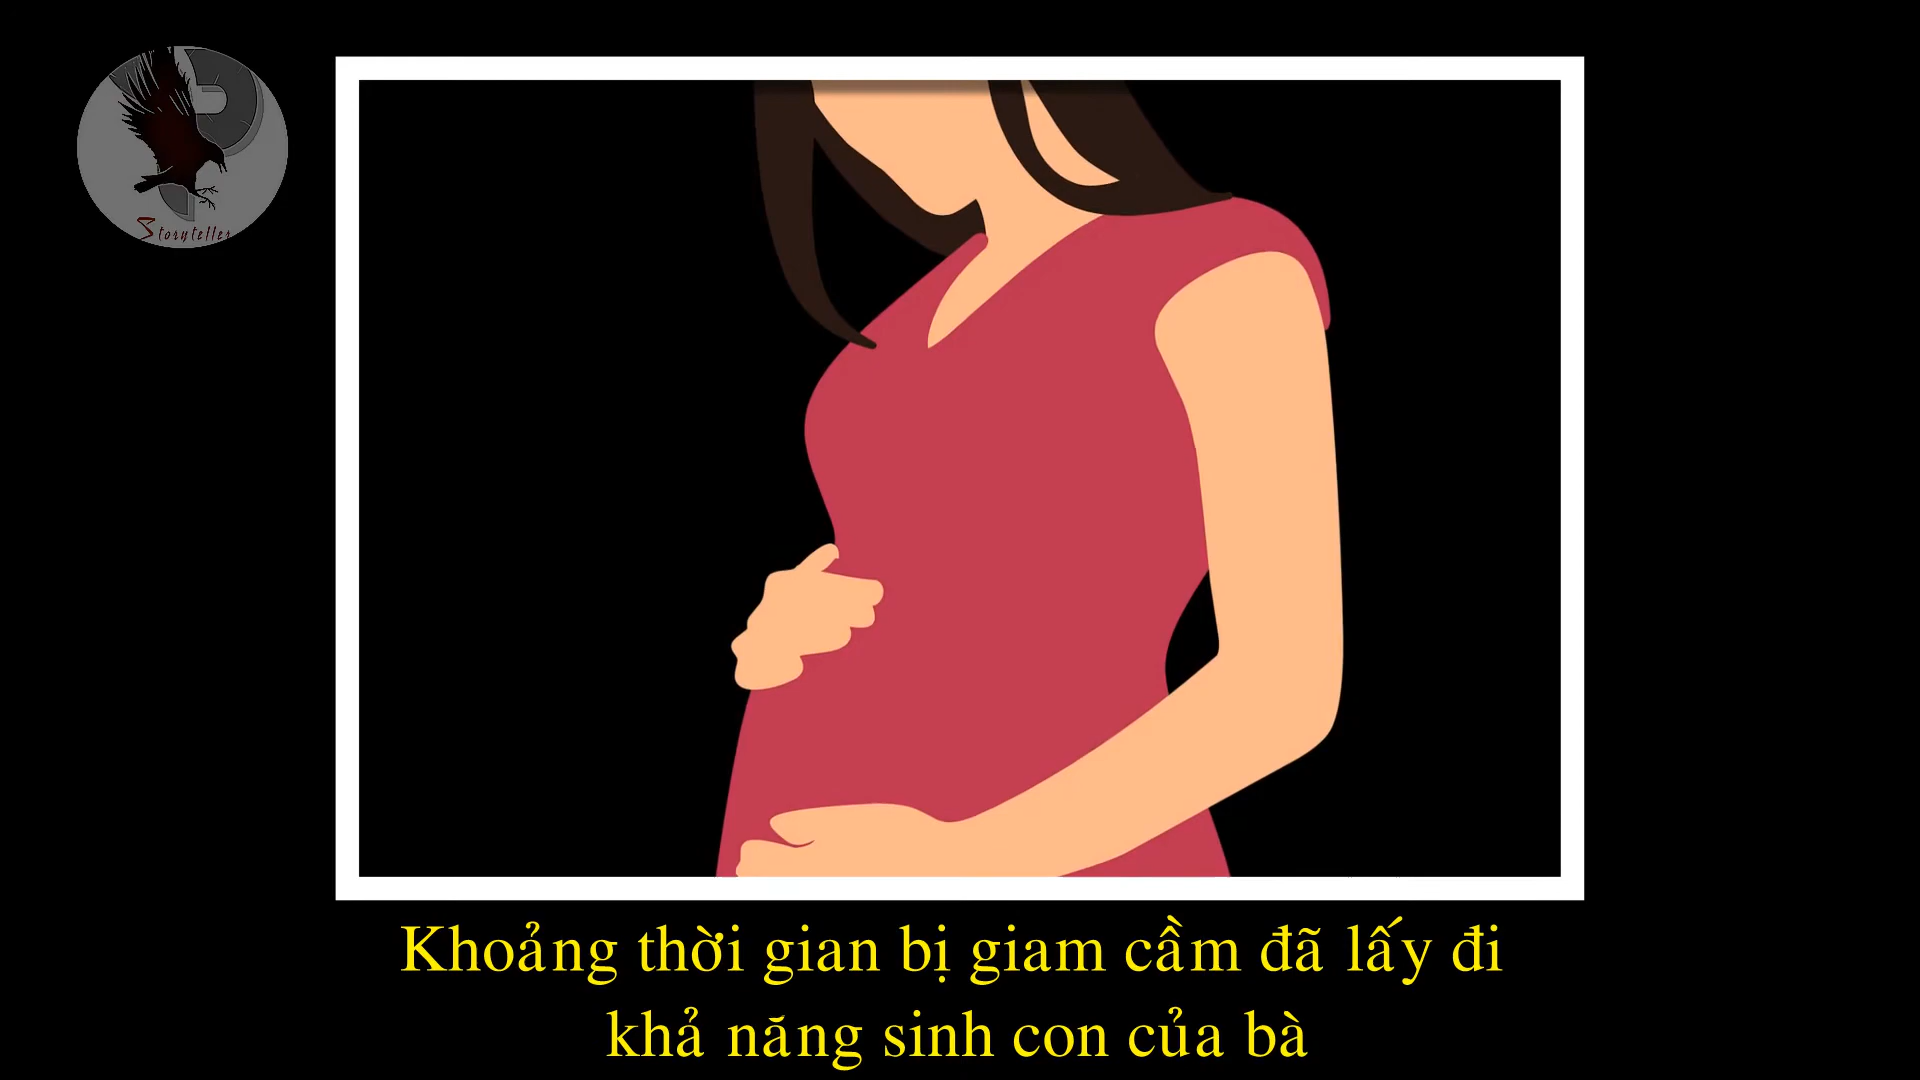 Storyteller
Khoảng thời gian bị giam cầm đã lấy đi
khả năng sinh con của bà